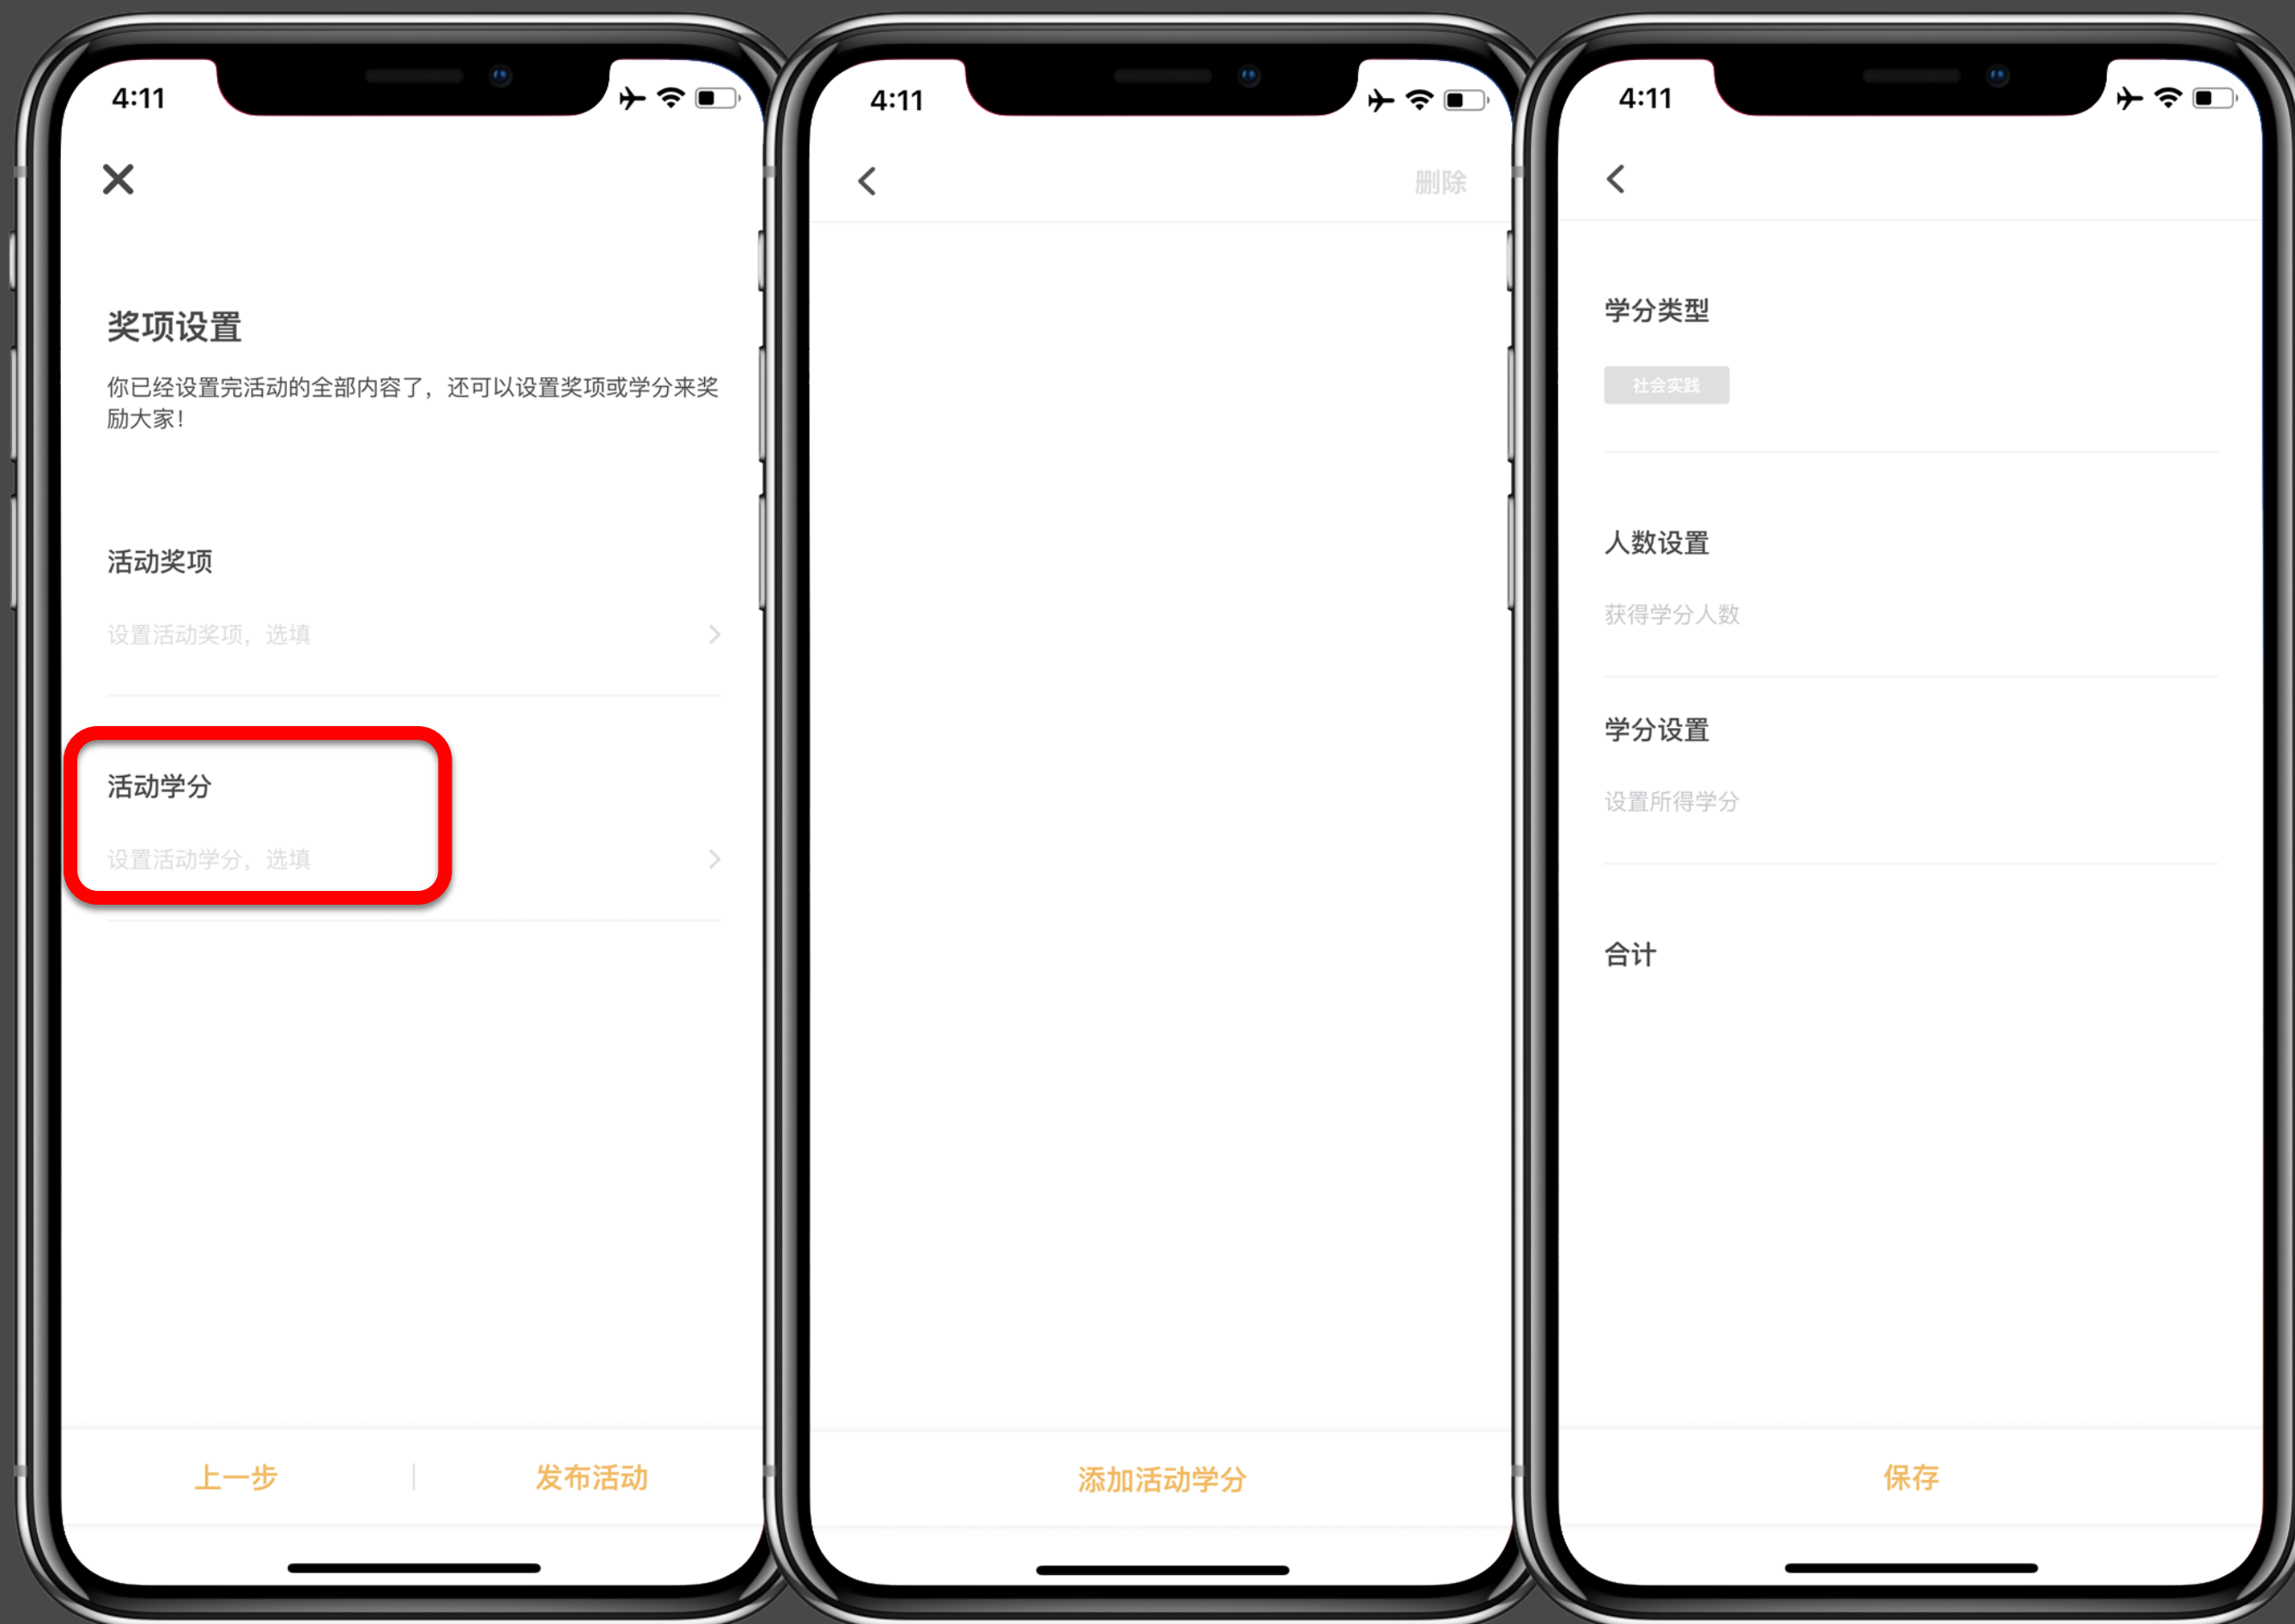 4:11
奖项设置
你已经设置完活动的全部内容了，还可以设置奖项或学分来奖
励大家！
活动奖项
设置活动奖项，选填
活动学分
设置活动学分，选填
上一步
发布活动
4:11
删除
添加活动学分
4:11
学分类型
社会实践
人数设置
获得学分人数
学分设置
设置所得学分
合计
保存